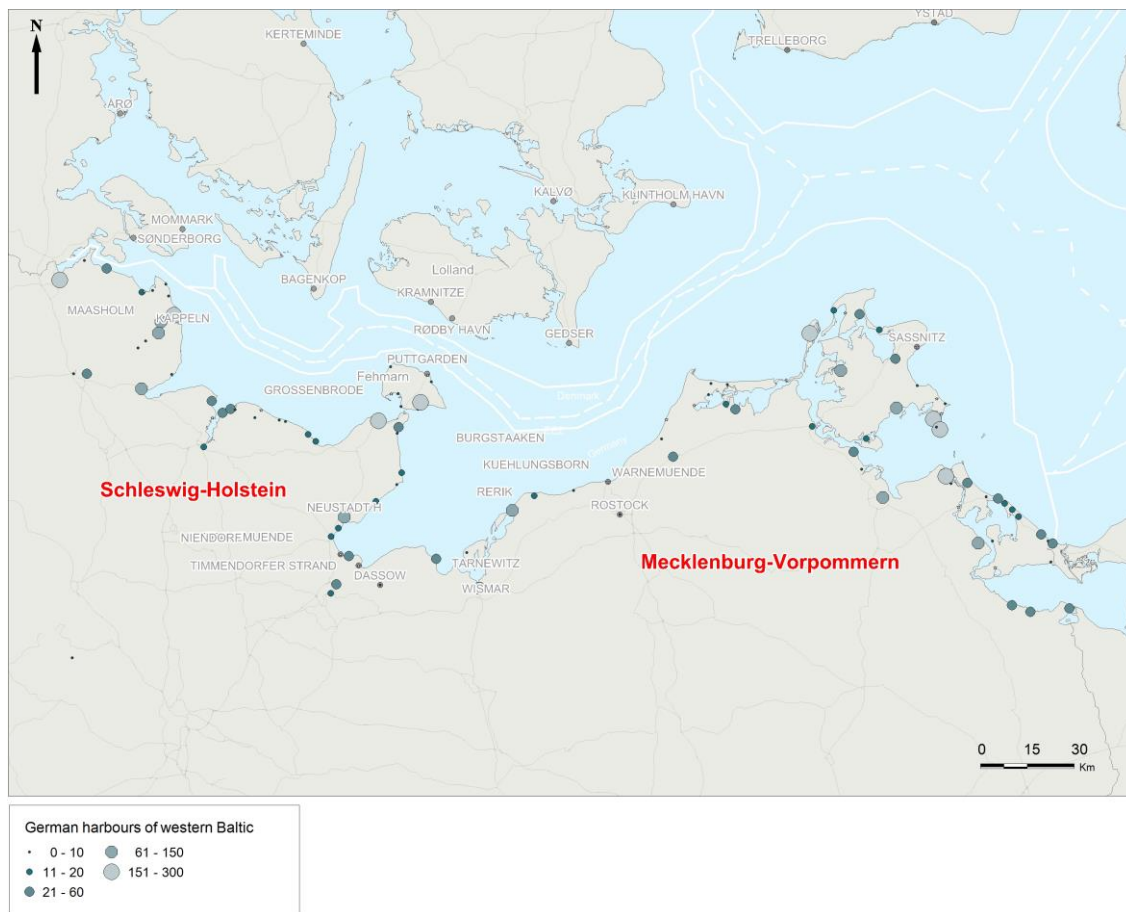 N
YSTAD
KERTEMINDE
TRELLEBORG
ARØ
KALVØ
KLINTHOLM HAVN
MOMMARK
SØNDERBORG
Lolland
BAGENKOP
KRAMNITZE
MAASHOLM
KAPPELN
RØDBY HAVN
GEDSER
SASSNITZ
PUTTGARDEN
Fehmarn
GROSSENBRODE
Denmark
Germany
BURGSTAAKEN
KUEHLUNGSBORN
WARNEMUENDE
Schleswig-Holstein
RERIK
NEUSTADT H
ROSTOCK
TIMMENDORFER STRAND
TARNEWITZ
Mecklenburg-Vorpommern
DASSOW
WISMAR
0 15 30
Km
German harbours of western Baltic
0 - 10
61 - 150
11 - 20
151 - 300
21 - 60